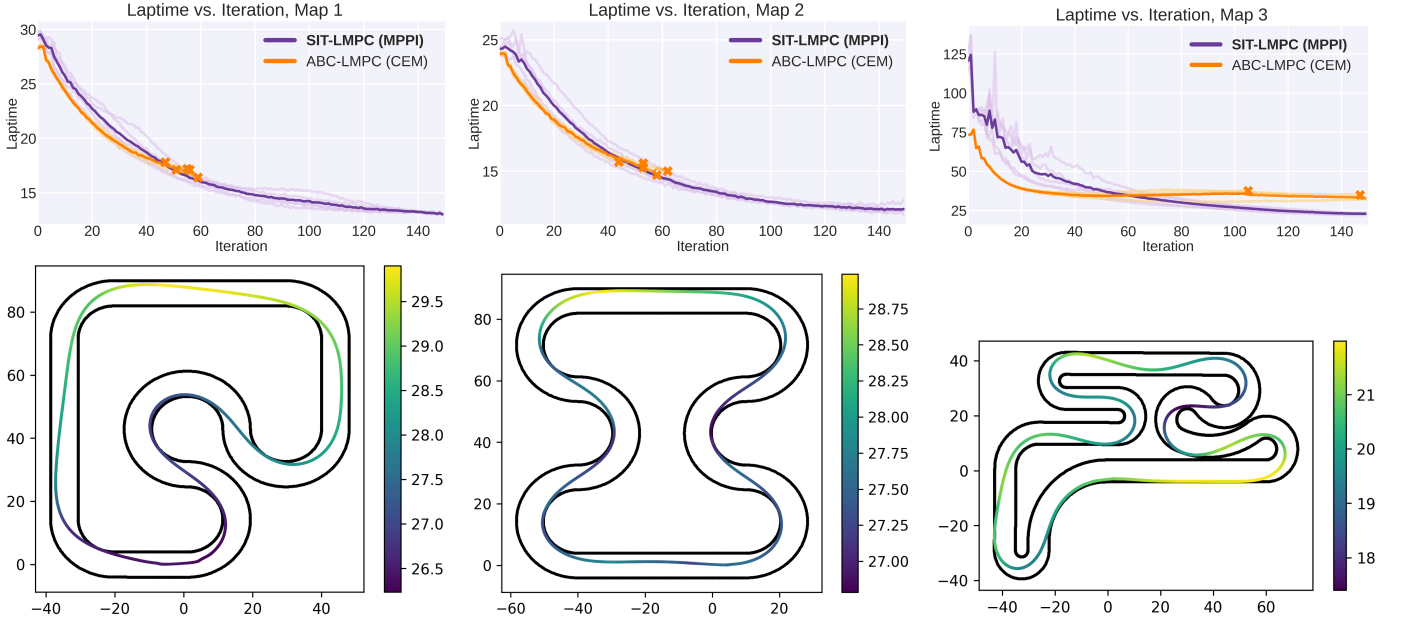 Laptime vs. Iteration, Map 1
30
25
20
15
Laptime
SIT-LMPC (MPPI)
ABC-LMPC (CEM)
0 20 40 60 80 100 120 140
Iteration
Laptime vs. Iteration, Map 2
25
20
15
Laptime
SIT-LMPC (MPPI)
ABC-LMPC (CEM)
0 20 40 60 80 100 120 140
Iteration
Laptime vs. Iteration, Map 3
125
100
75
50
25
Laptime
SIT-LMPC (MPPI)
ABC-LMPC (CEM)
0 20 40 60 80 100 120 140
Iteration
80
60
40
20
0
−40 −20 0 20 40
29.5
29.0
28.5
28.0
27.5
27.0
26.5
80
60
40
20
0
−60 −40 −20 0 20
28.75
28.50
28.25
28.00
27.75
27.50
27.25
27.00
40
20
0
−20
−40
−40 −20 0 20 40 60
21
20
19
18